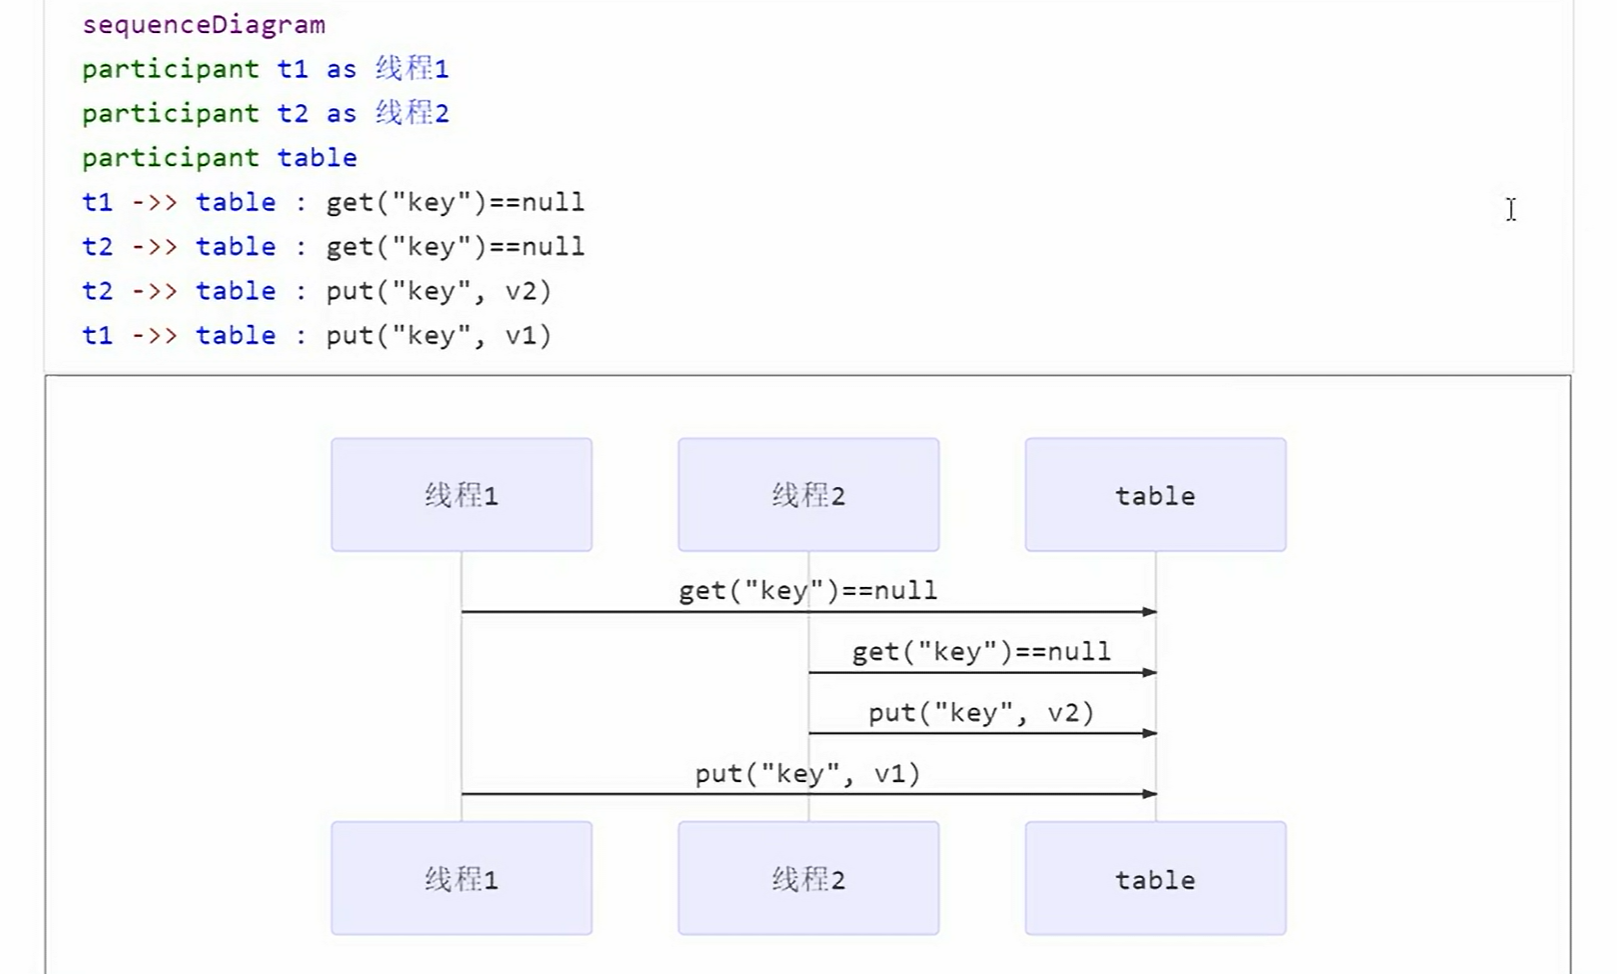 sequenceDiagram
participant t1 as 线程1
participant t2 as 线程2
participant table
t1 ->> table : get("key")==null
t2 ->> table : get("key")==null
t2 ->> table : put("key", v2)
t1 ->> table : put("key", v1)
线程1 线程2 table
get("key")==null
get("key")==null
put("key", v2)
put("key", v1)
线程1 线程2 table